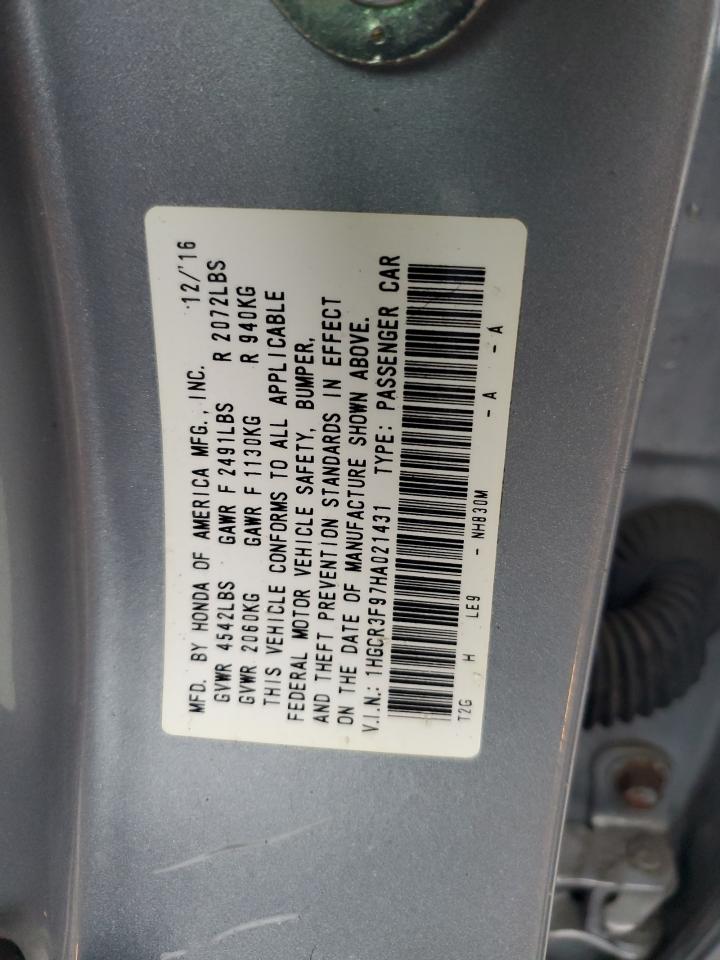 MFD. BY HONDA OF AMERICA MFG., INC. 12/'16
GVWR 4542LBS GAWR F 2491LBS R 2072LBS
GVWR 2060KG GAWR F 1130KG R 940KG
THIS VEHICLE CONFORMS TO ALL APPLICABLE
FEDERAL MOTOR VEHICLE SAFETY, BUMPER,
AND THEFT PREVENTION STANDARDS IN EFFECT
ON THE DATE OF MANUFACTURE SHOWN ABOVE.
V.I.N.: 1HGCR3F97HA021431 TYPE: PASSENGER CAR
T2G H LE9 - NH830M - A - A